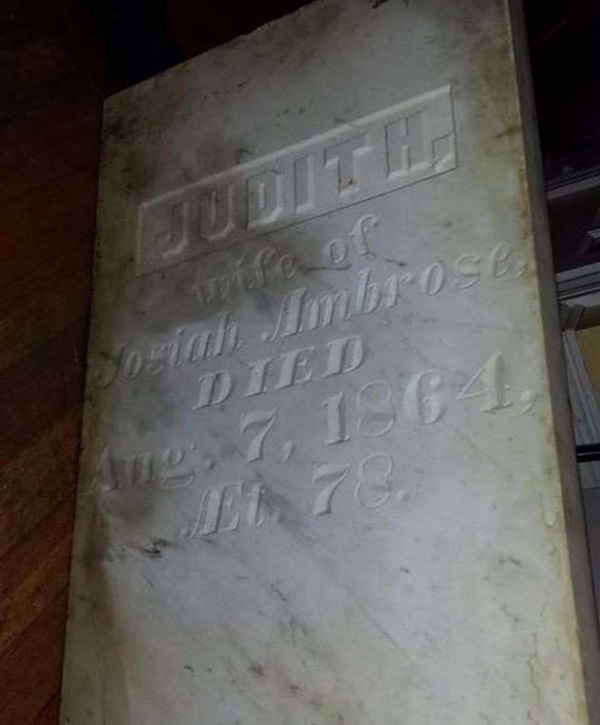 JUDITH,
wife of
Josiah Ambrose,
DIED
Aug. 7, 1864,
Æt. 78.